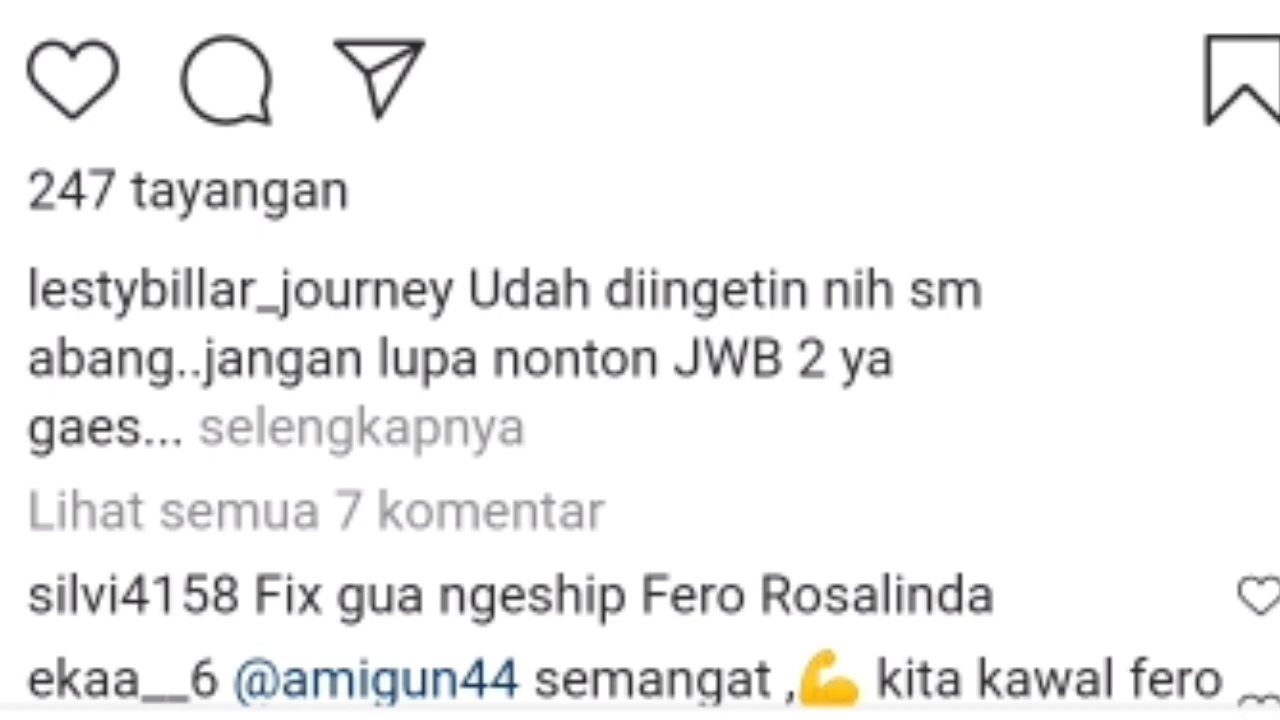 247 tayangan
lestybillar_journey Udah diingetin nih sm
abang..jangan lupa nonton JWB 2 ya
gaes... selengkapnya
Lihat semua 7 komentar
silvi4158 Fix gua ngeship Fero Rosalinda
ekaa__6 @amigun44 semangat ,💪 kita kawal fero